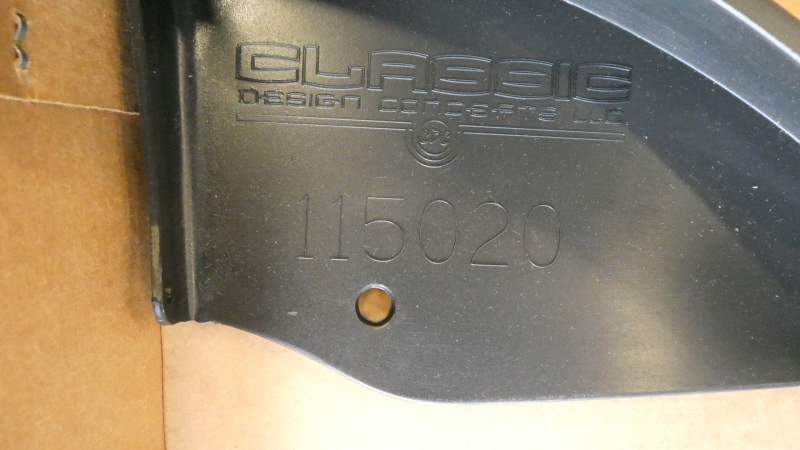 CLASSIC
DESIGN CONCEPTS LLC.
115020